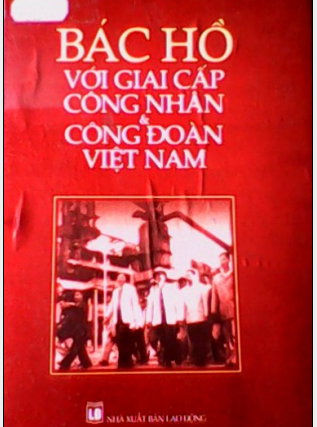 BÁC HỒ
VỚI GIAI CẤP
CÔNG NHÂN
&
CÔNG ĐOÀN
VIỆT NAM
LĐ
NHÀ XUẤT BẢN LAO ĐỘNG